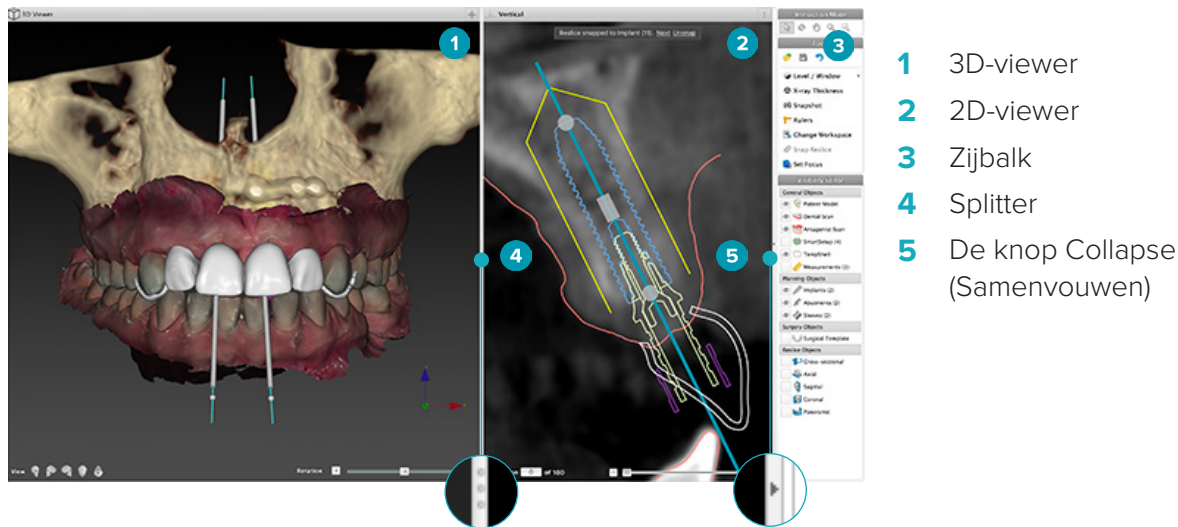 3D Viewer
1
Vertical
Reslice snapped to implant (11). Next Unsnap
2
Interaction Mode
3
Level / Window
X-ray Thickness
Snapshot
Rulers
Change Workspace
Snap Reslice
Set Focus
General Objects
Patient Model
Dental Scan
Antagonist Scan
SmartSetup (4)
TempShell
Measurements (3)
Planning Objects
Implants (2)
Abutments (2)
Sleeves (2)
Surgery Objects
Surgical Template
Reslice Objects
Cross-sectional
Axial
Sagittal
Coronal
Panoramic
4
5
View
Rotation
0 of 180
1 3D-viewer
2 2D-viewer
3 Zijbalk
4 Splitter
5 De knop Collapse
(Samenvouwen)